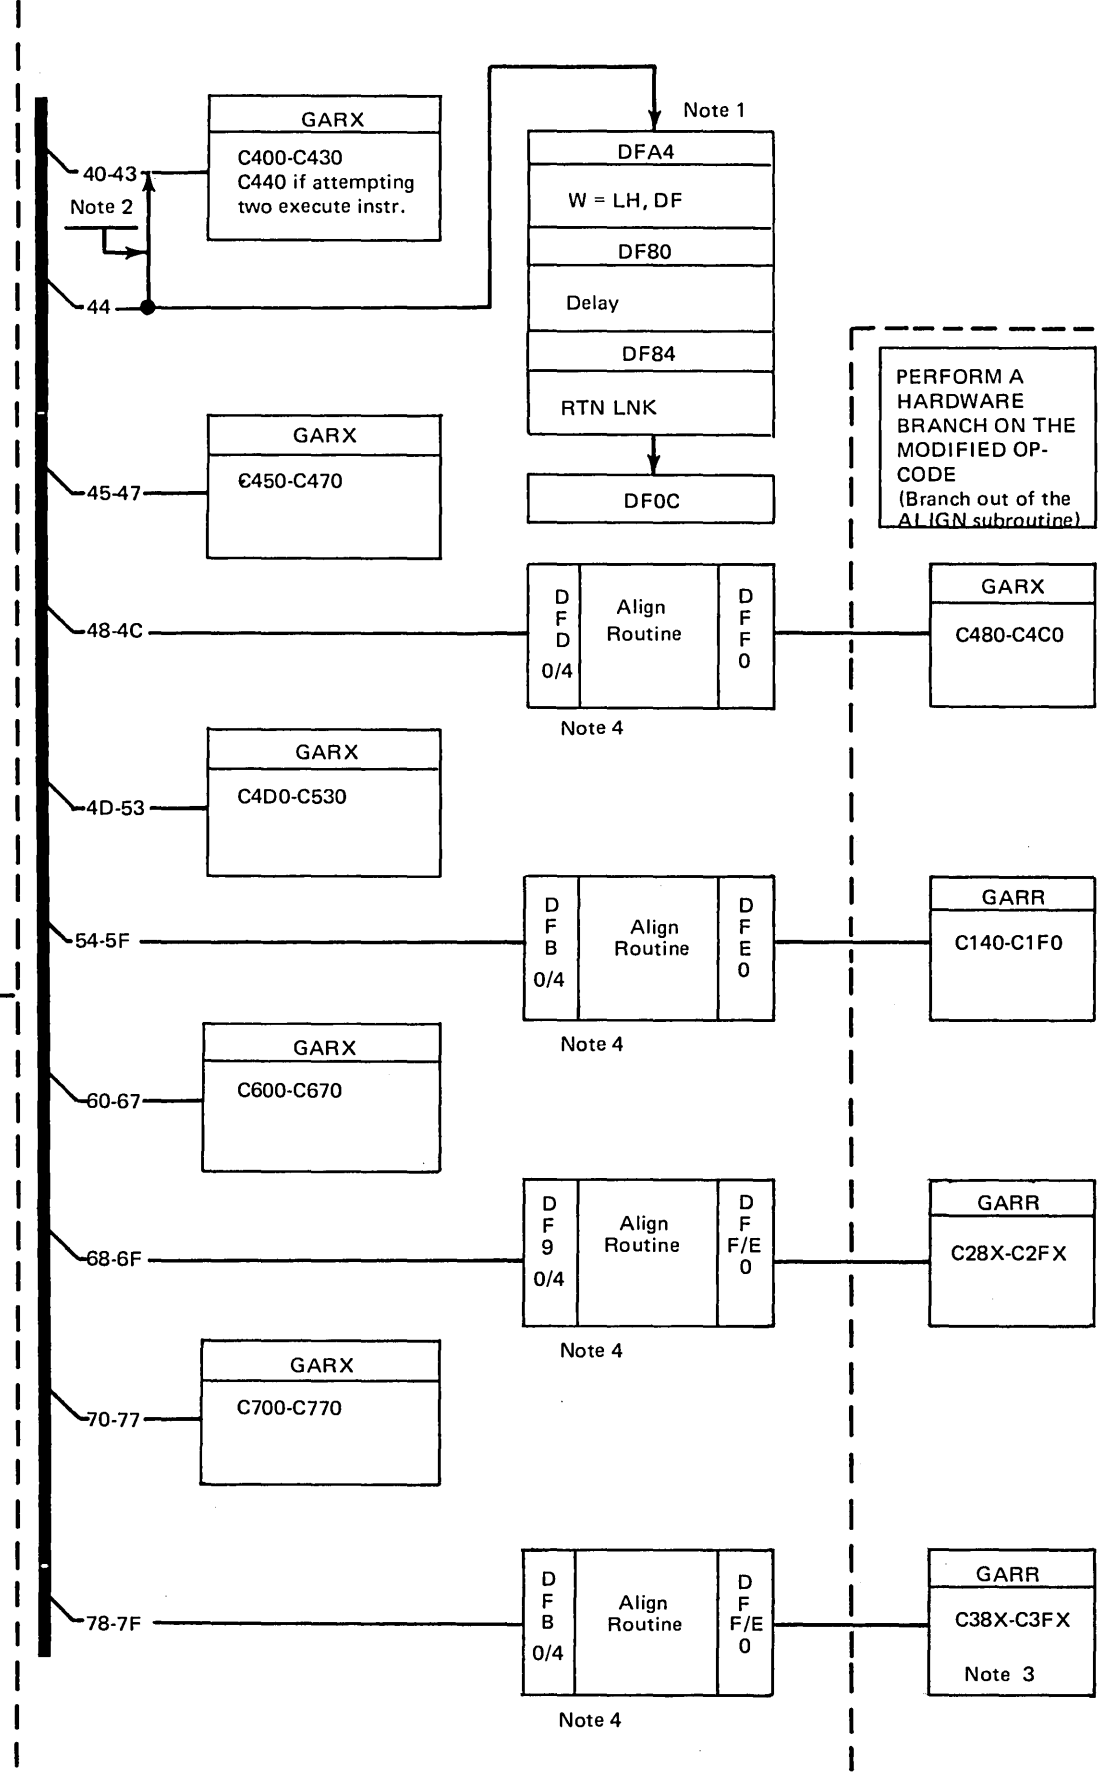 GARX
C400-C430
C440 if attempting
two execute instr.
40-43
Note 2
44
Note 1
DFA4
W = LH, DF
DF80
Delay
DF84
RTN LNK
DF0C
PERFORM A
HARDWARE
BRANCH ON THE
MODIFIED OP-
CODE
(Branch out of the
ALIGN subroutine)
45-47
GARX
C450-C470
48-4C
D
F
D
0/4
Align
Routine
D
F
F
0
Note 4
GARX
C480-C4C0
4D-53
GARX
C4D0-C530
54-5F
D
F
B
0/4
Align
Routine
D
F
E
0
Note 4
GARR
C140-C1F0
60-67
GARX
C600-C670
68-6F
D
F
9
0/4
Align
Routine
D
F
F/E
0
Note 4
GARR
C28X-C2FX
70-77
GARX
C700-C770
78-7F
D
F
B
0/4
Align
Routine
D
F
F/E
0
Note 4
GARR
C38X-C3FX
Note 3